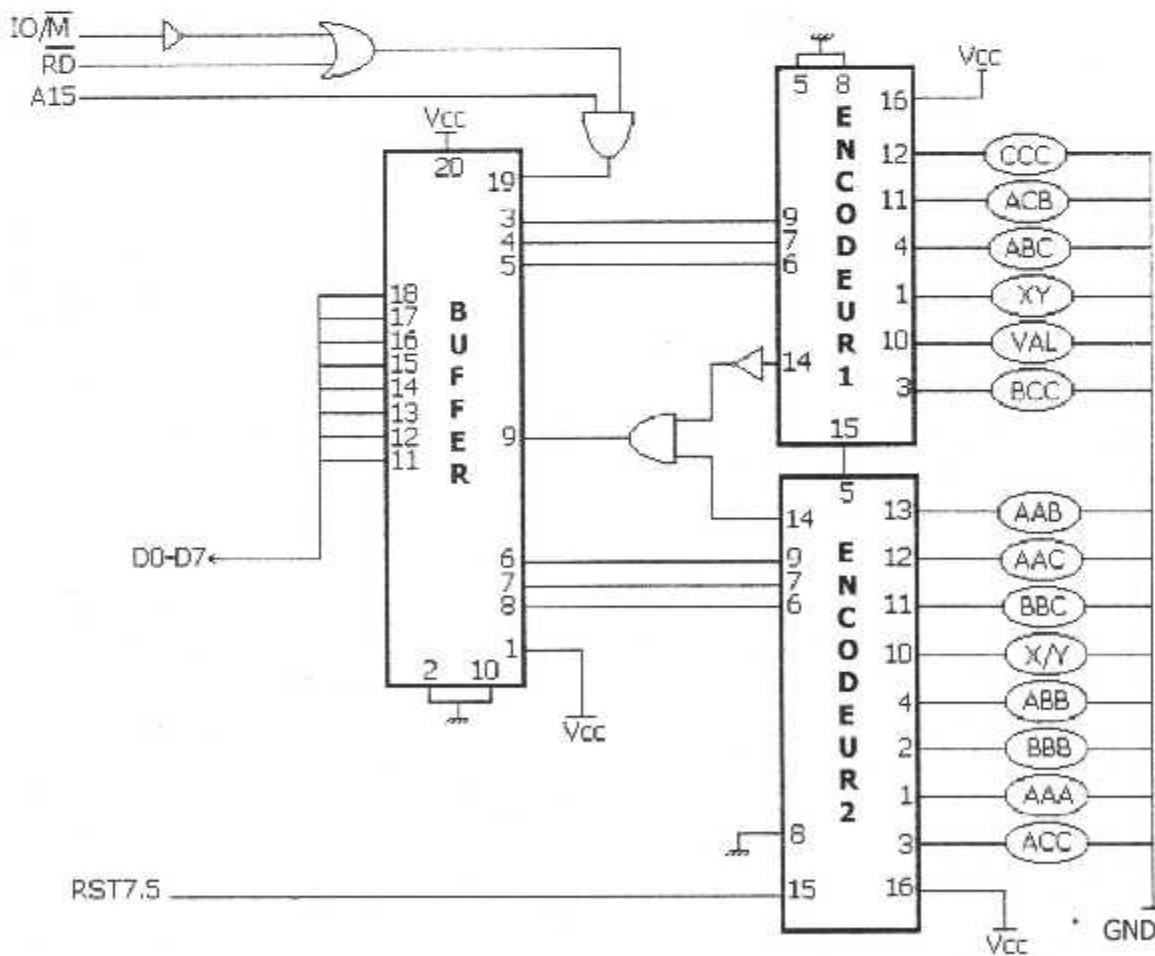 IO/M̅
R̅D̅
A15
Vcc
20
19
3
4
5
18
17
16
15
14
13
12
11
BUFFER
9
6
7
8
1
2 10
Vcc
D0-D7
RST7.5
5 8
16
Vcc
ENCODEUR1
9
7
6
14
15
12
CCC
11
ACB
4
ABC
1
XY
10
VAL
3
BCC
5
14
9
7
6
8
15
ENCODEUR2
13
AAB
12
AAC
11
BBC
10
X/Y
4
ABB
2
BBB
1
AAA
3
ACC
16
Vcc
GND